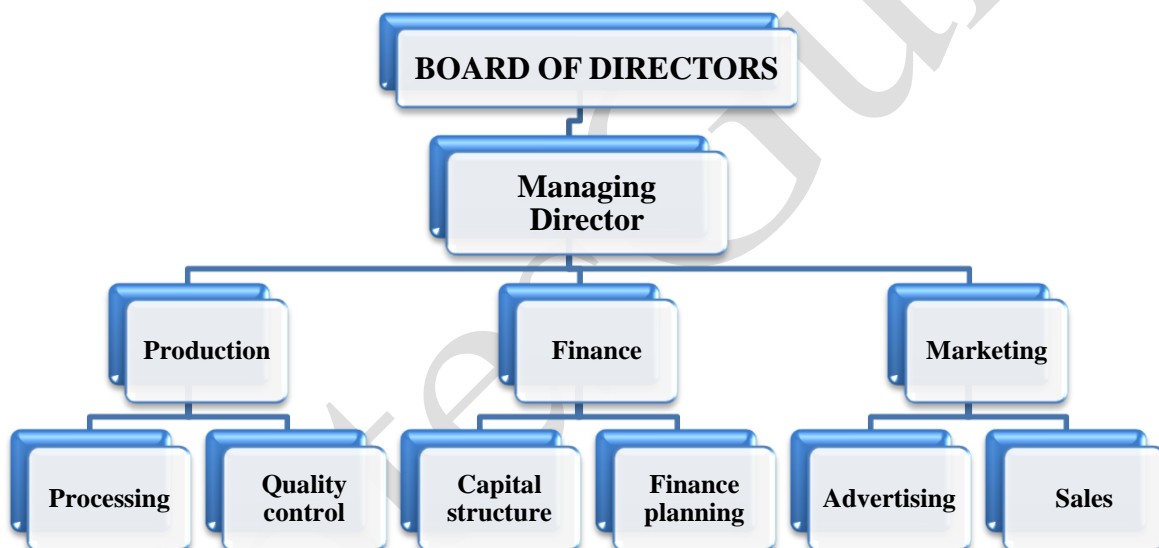 BOARD OF DIRECTORS
Managing
Director
Production
Finance
Marketing
Processing
Quality
control
Capital
structure
Finance
planning
Advertising
Sales